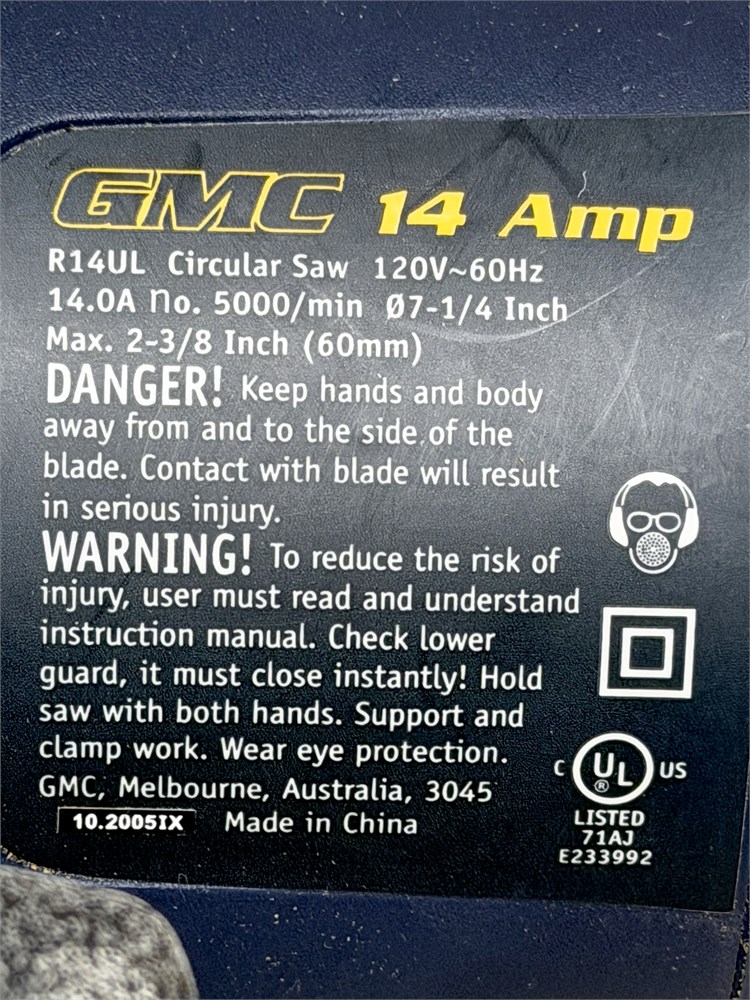 GMC 14 Amp
R14UL Circular Saw 120V~60Hz
14.0A no. 5000/min Ø7-1/4 Inch
Max. 2-3/8 Inch (60mm)
DANGER! Keep hands and body
away from and to the side of the
blade. Contact with blade will result
in serious injury.
WARNING! To reduce the risk of
injury, user must read and understand
instruction manual. Check lower
guard, it must close instantly! Hold
saw with both hands. Support and
clamp work. Wear eye protection.
GMC, Melbourne, Australia, 3045
10.2005IX Made in China
C UL® US
LISTED
71AJ
E233992